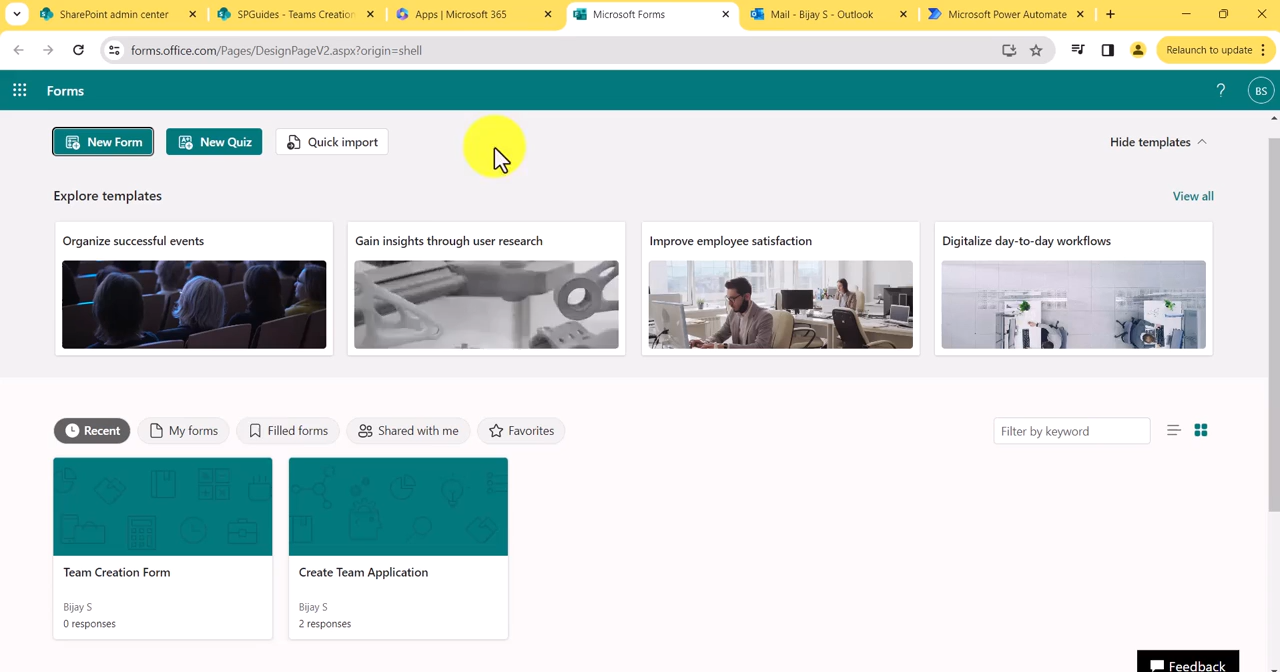 SharePoint admin center
SPGuides - Teams Creation
Apps | Microsoft 365
Microsoft Forms
Mail - Bijay S - Outlook
Microsoft Power Automate
forms.office.com/Pages/DesignPageV2.aspx?origin=shell
Relaunch to update
Forms
?
BS
New Form
New Quiz
Quick import
Hide templates
Explore templates
View all
Organize successful events
Gain insights through user research
Improve employee satisfaction
Digitalize day-to-day workflows
Recent
My forms
Filled forms
Shared with me
Favorites
Filter by keyword
Team Creation Form
Bijay S
0 responses
Create Team Application
Bijay S
2 responses
Feedback